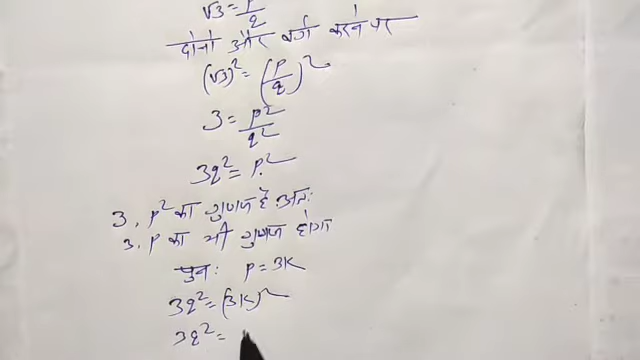 √3 = p/q
दोनो ओर वर्ग करने पर
(√3)² = (p/q)²
3 = p²/q²
3q² = p²
3, p² का गुणज है अतः
3, p का भी गुणज होगा
पुनः p = 3k
3q² = (3k)²
3q² =